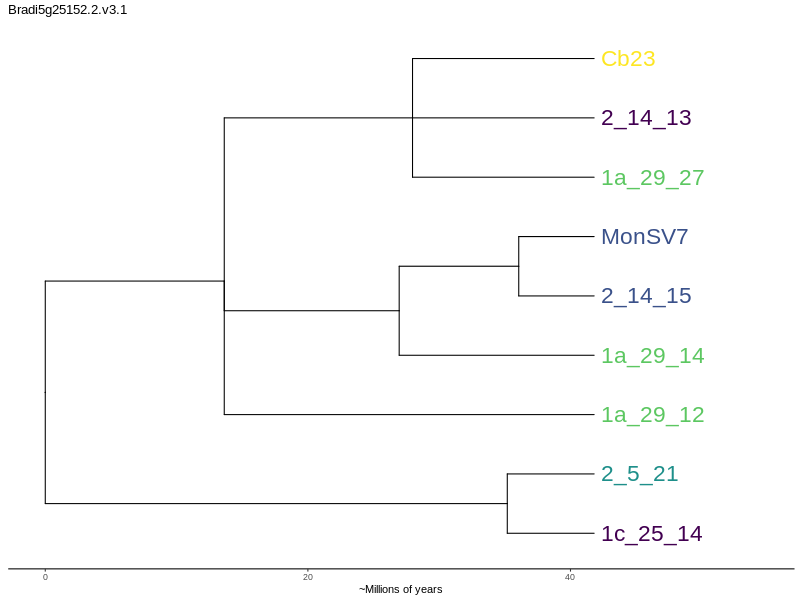 Bradi5g25152.2.v3.1
Cb23
2_14_13
1a_29_27
MonSV7
2_14_15
1a_29_14
1a_29_12
2_5_21
1c_25_14
0 20 40
~Millions of years